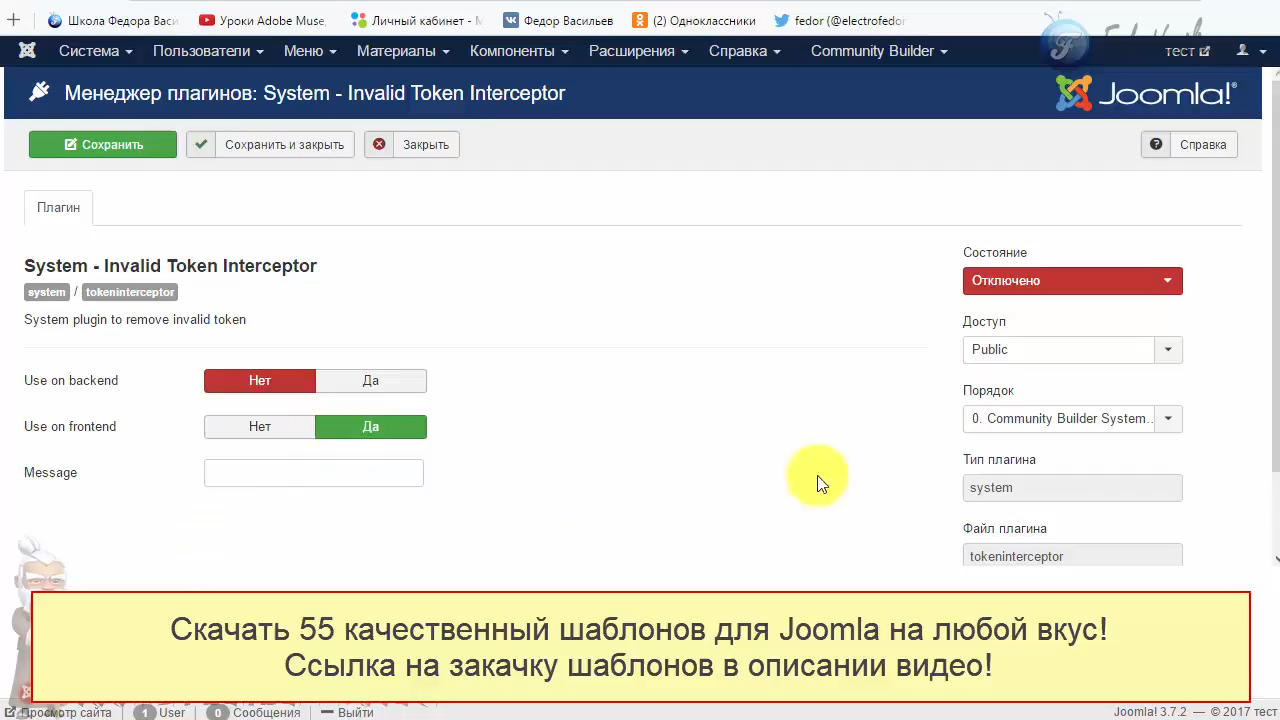 Школа Федора Васи
Уроки Adobe Muse,
Личный кабинет - М
Федор Васильев
(2) Одноклассники
fedor (@electrofedor
Система
Пользователи
Меню
Материалы
Компоненты
Расширения
Справка
Community Builder
тест
Менеджер плагинов: System - Invalid Token Interceptor
Joomla!®
Сохранить
Сохранить и закрыть
Закрыть
Справка
Плагин
System - Invalid Token Interceptor
system / tokeninterceptor
System plugin to remove invalid token
Use on backend
Нет
Да
Use on frontend
Нет
Да
Message
Состояние
Отключено
Доступ
Public
Порядок
0. Community Builder System...
Тип плагина
system
Файл плагина
tokeninterceptor
Скачать 55 качественный шаблонов для Joomla на любой вкус!
Ссылка на закачку шаблонов в описании видео!
Просмотр сайта
1 User
0 Сообщения
Выйти
Joomla! 3.7.2 — © 2017 тест